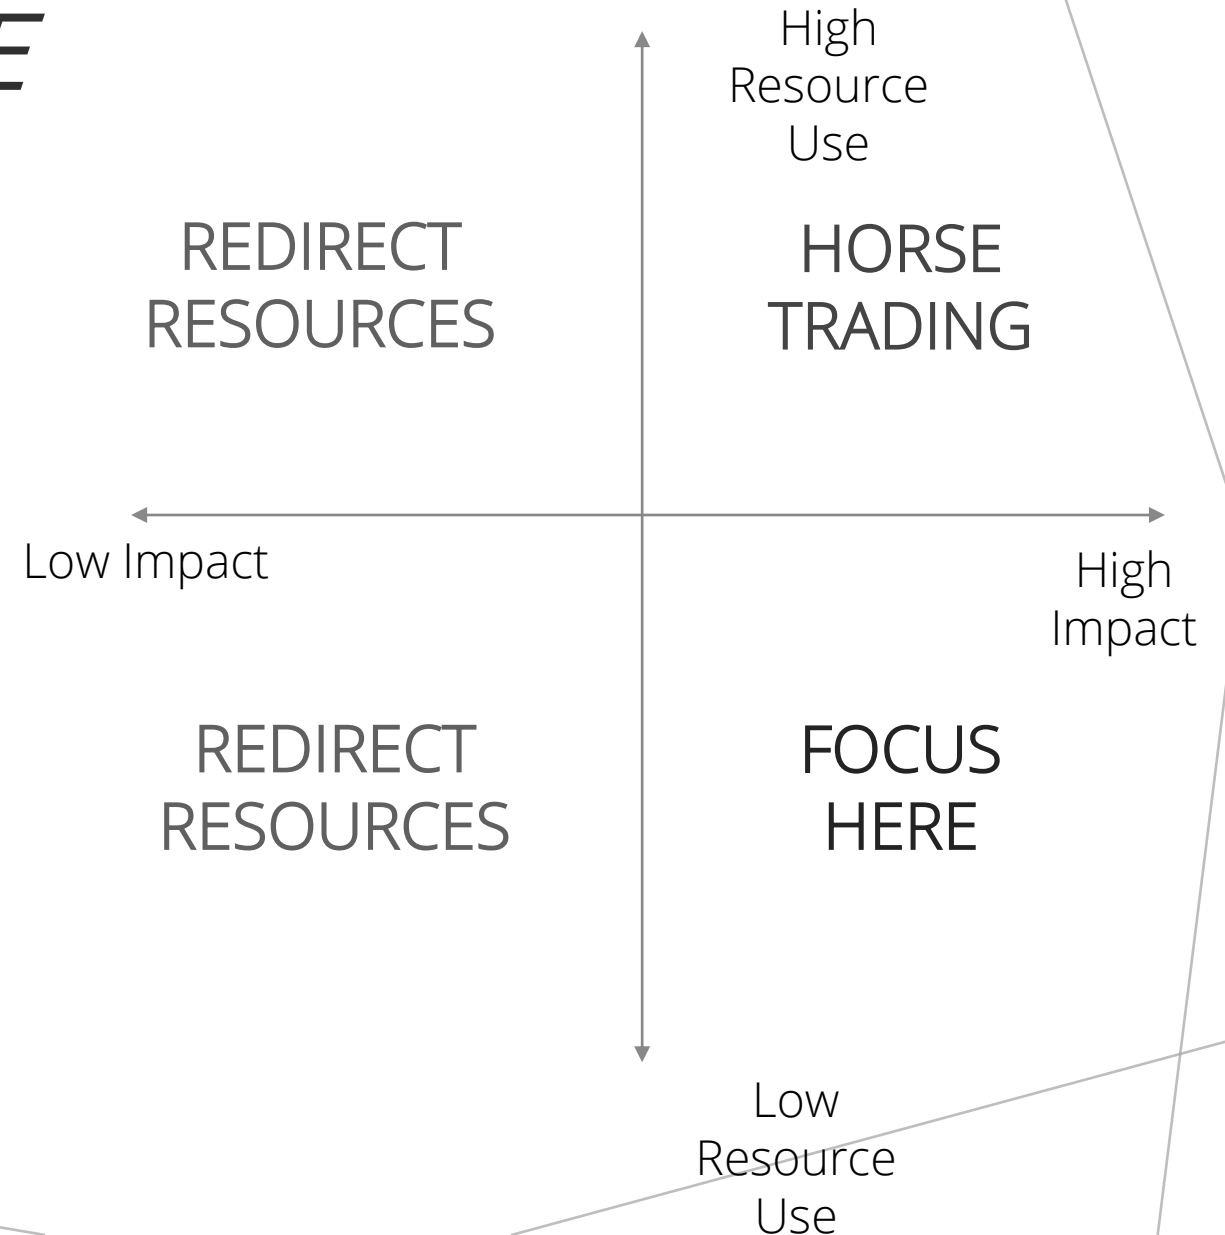 E
High
Resource
Use
REDIRECT
RESOURCES
HORSE
TRADING
Low Impact
High
Impact
REDIRECT
RESOURCES
FOCUS
HERE
Low
Resource
Use